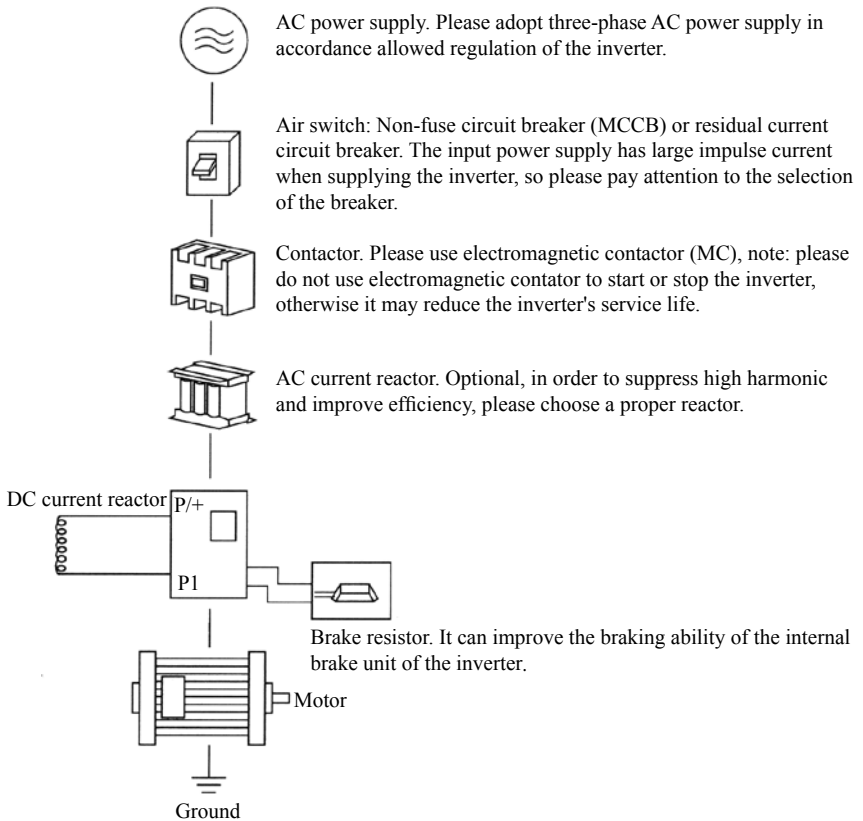 AC power supply. Please adopt three-phase AC power supply in
accordance allowed regulation of the inverter.
Air switch: Non-fuse circuit breaker (MCCB) or residual current
circuit breaker. The input power supply has large impulse current
when supplying the inverter, so please pay attention to the selection
of the breaker.
Contactor. Please use electromagnetic contactor (MC), note: please
do not use electromagnetic contator to start or stop the inverter,
otherwise it may reduce the inverter's service life.
AC current reactor. Optional, in order to suppress high harmonic
and improve efficiency, please choose a proper reactor.
DC current reactor
P/+
P1
Brake resistor. It can improve the braking ability of the internal
brake unit of the inverter.
Motor
Ground